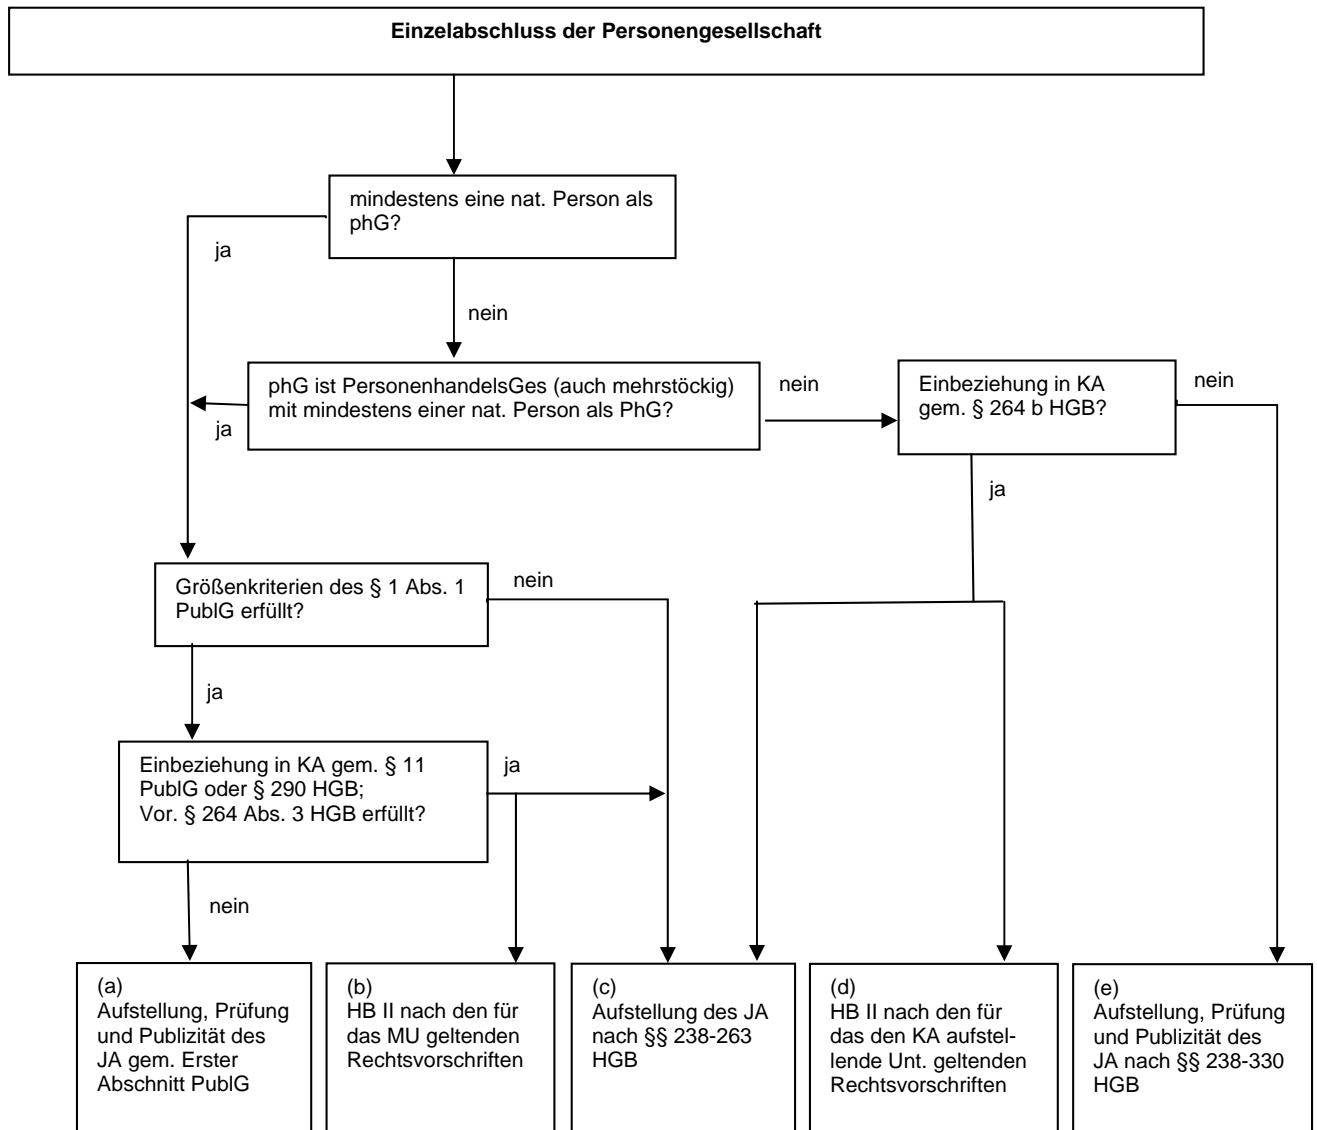 Einzelabschluss der Personengesellschaft
mindestens eine nat. Person als
phG?
ja
nein
phG ist PersonenhandelsGes (auch mehrstöckig)
mit mindestens einer nat. Person als PhG?
ja
nein
Einbeziehung in KA
gem. § 264 b HGB?
nein
ja
Größenkriterien des § 1 Abs. 1
PublG erfüllt?
nein
ja
Einbeziehung in KA gem. § 11
PublG oder § 290 HGB;
Vor. § 264 Abs. 3 HGB erfüllt?
ja
nein
(a)
Aufstellung, Prüfung
und Publizität des
JA gem. Erster
Abschnitt PublG
(b)
HB II nach den für
das MU geltenden
Rechtsvorschriften
(c)
Aufstellung des JA
nach §§ 238-263
HGB
(d)
HB II nach den für
das den KA aufstel-
lende Unt. geltenden
Rechtsvorschriften
(e)
Aufstellung, Prüfung
und Publizität des
JA nach §§ 238-330
HGB